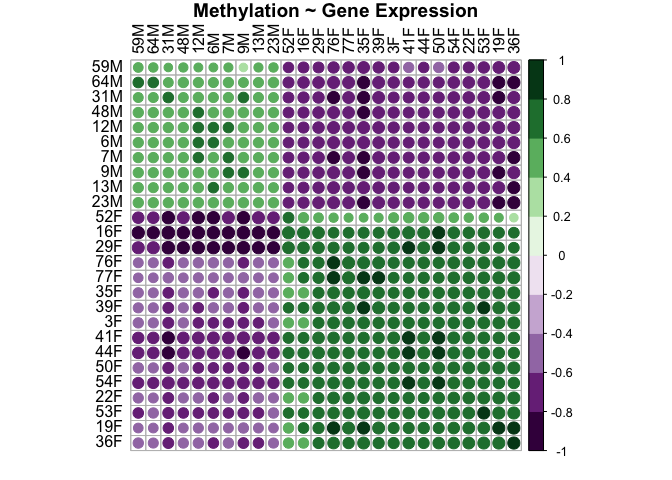 Methylation ~ Gene Expression
59M 64M 31M 48M 12M 6M 7M 9M 13M 23M 52F 16F 29F 76F 77F 35F 39F 3F 41F 44F 50F 54F 22F 53F 19F 36F
59M
64M
31M
48M
12M
6M
7M
9M
13M
23M
52F
16F
29F
76F
77F
35F
39F
3F
41F
44F
50F
54F
22F
53F
19F
36F
1
0.8
0.6
0.4
0.2
0
-0.2
-0.4
-0.6
-0.8
-1